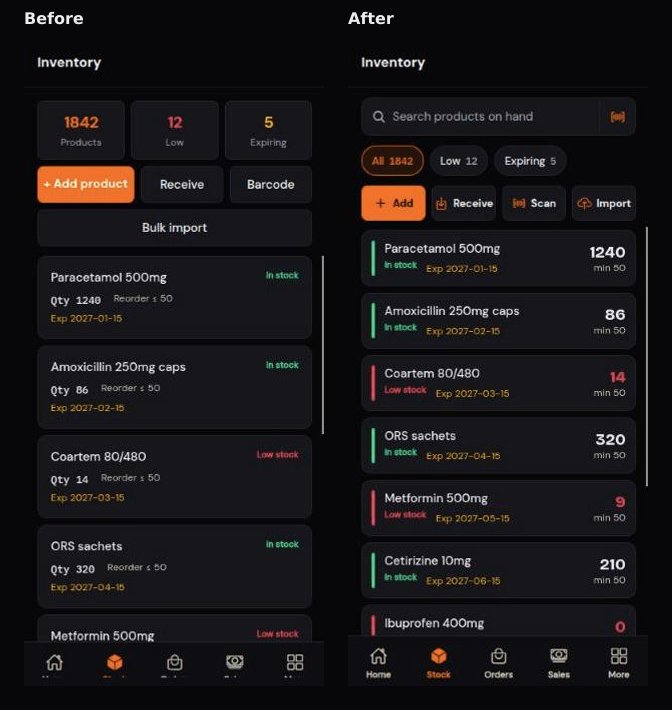 Before
Inventory
1842
Products
12
Low
5
Expiring
+ Add product
Receive
Barcode
Bulk import
Paracetamol 500mg
In stock
Qty 1240 Reorder ≤ 50
Exp 2027-01-15
Amoxicillin 250mg caps
In stock
Qty 86 Reorder ≤ 50
Exp 2027-02-15
Coartem 80/480
Low stock
Qty 14 Reorder ≤ 50
Exp 2027-03-15
ORS sachets
In stock
Qty 320 Reorder ≤ 50
Exp 2027-04-15
Metformin 500mg
Low stock
After
Inventory
Search products on hand
All 1842
Low 12
Expiring 5
+ Add
Receive
Scan
Import
Paracetamol 500mg
1240
In stock Exp 2027-01-15
min 50
Amoxicillin 250mg caps
86
In stock Exp 2027-02-15
min 50
Coartem 80/480
14
Low stock Exp 2027-03-15
min 50
ORS sachets
320
In stock Exp 2027-04-15
min 50
Metformin 500mg
9
Low stock Exp 2027-05-15
min 50
Cetirizine 10mg
210
In stock Exp 2027-06-15
min 50
Ibuprofen 400mg
0
Home
Stock
Orders
Sales
More